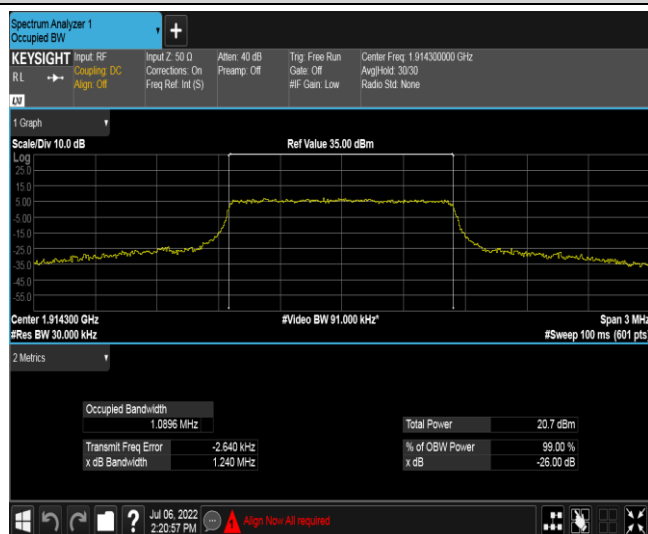 Spectrum Analyzer 1
Occupied BW
+
KEYSIGHT Input: RF Input Z: 50 Ω Atten: 40 dB Trig: Free Run Center Freq: 1.914300000 GHz
RL Coupling: DC Corrections: On Preamp: Off Gate: Off Avg|Hold: 30/30
Align: Off Freq Ref: Int (S) #IF Gain: Low Radio Std: None
LXI
1 Graph
Scale/Div 10.0 dB Ref Value 35.00 dBm
Log
25.0
15.0
5.00
-5.00
-15.0
-25.0
-35.0
-45.0
-55.0
Center 1.914300 GHz #Video BW 91.000 kHz* Span 3 MHz
#Res BW 30.000 kHz #Sweep 100 ms (601 pts)
2 Metrics
Occupied Bandwidth
1.0896 MHz Total Power 20.7 dBm
Transmit Freq Error -2.640 kHz % of OBW Power 99.00 %
x dB Bandwidth 1.240 MHz x dB -26.00 dB
? Jul 06, 2022
2:20:57 PM Align Now All required